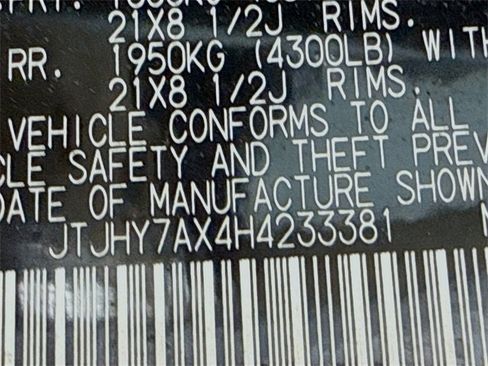 21X8 1/2J RIMS.
RR. 1950KG (4300LB) WITH
21X8 1/2J RIMS.
VEHICLE CONFORMS TO ALL
CLE SAFETY AND THEFT PREV
DATE OF MANUFACTURE SHOWN
JTJHY7AX4H4233381